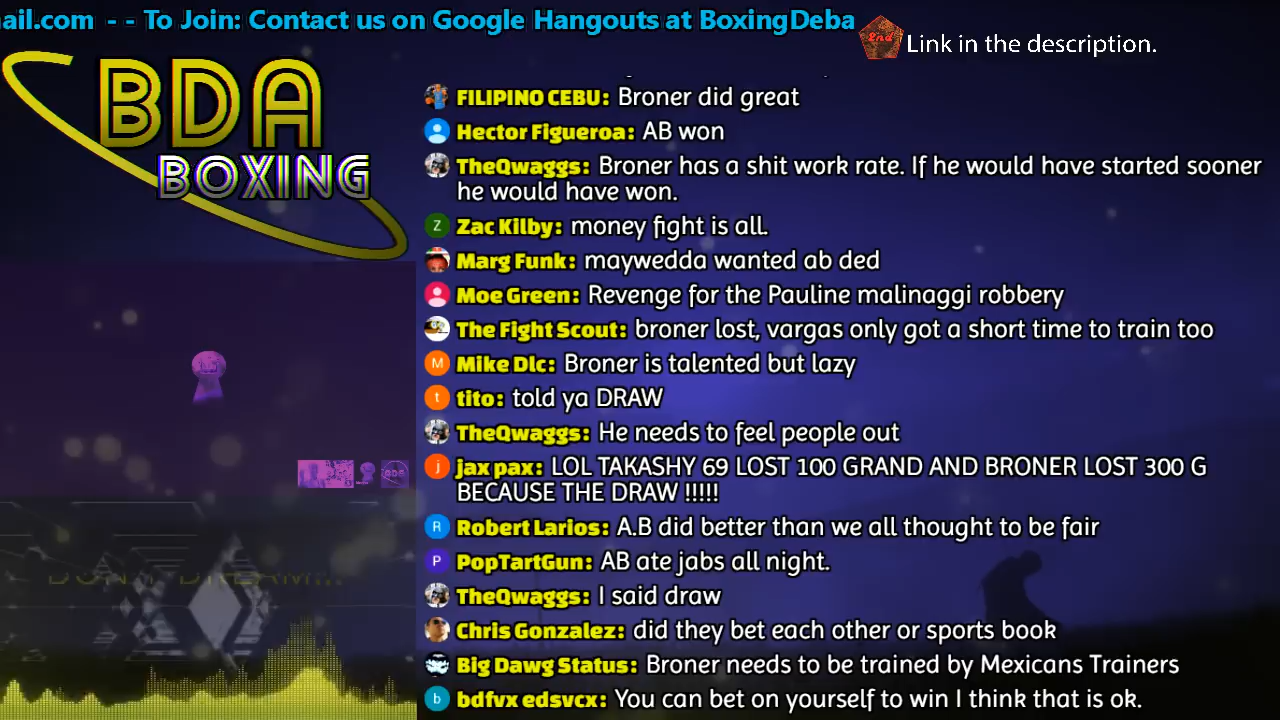 ail.com - - To Join: Contact us on Google Hangouts at BoxingDeba
2nd
Link in the description.
BDA
BOXING
FILIPINO CEBU: Broner did great
Hector Figueroa: AB won
TheQwaggs: Broner has a shit work rate. If he would have started sooner
he would have won.
Z
Zac Kilby: money fight is all.
Marg Funk: maywedda wanted ab ded
Moe Green: Revenge for the Pauline malinaggi robbery
The Fight Scout: broner lost, vargas only got a short time to train too
M
Mike Dlc: Broner is talented but lazy
t
tito: told ya DRAW
TheQwaggs: He needs to feel people out
j
jax pax: LOL TAKASHY 69 LOST 100 GRAND AND BRONER LOST 300 G
BECAUSE THE DRAW !!!!!
R
Robert Larios: A.B did better than we all thought to be fair
P
PopTartGun: AB ate jabs all night.
TheQwaggs: I said draw
Chris Gonzalez: did they bet each other or sports book
Big Dawg Status: Broner needs to be trained by Mexicans Trainers
b
bdfvx edsvcx: You can bet on yourself to win I think that is ok.